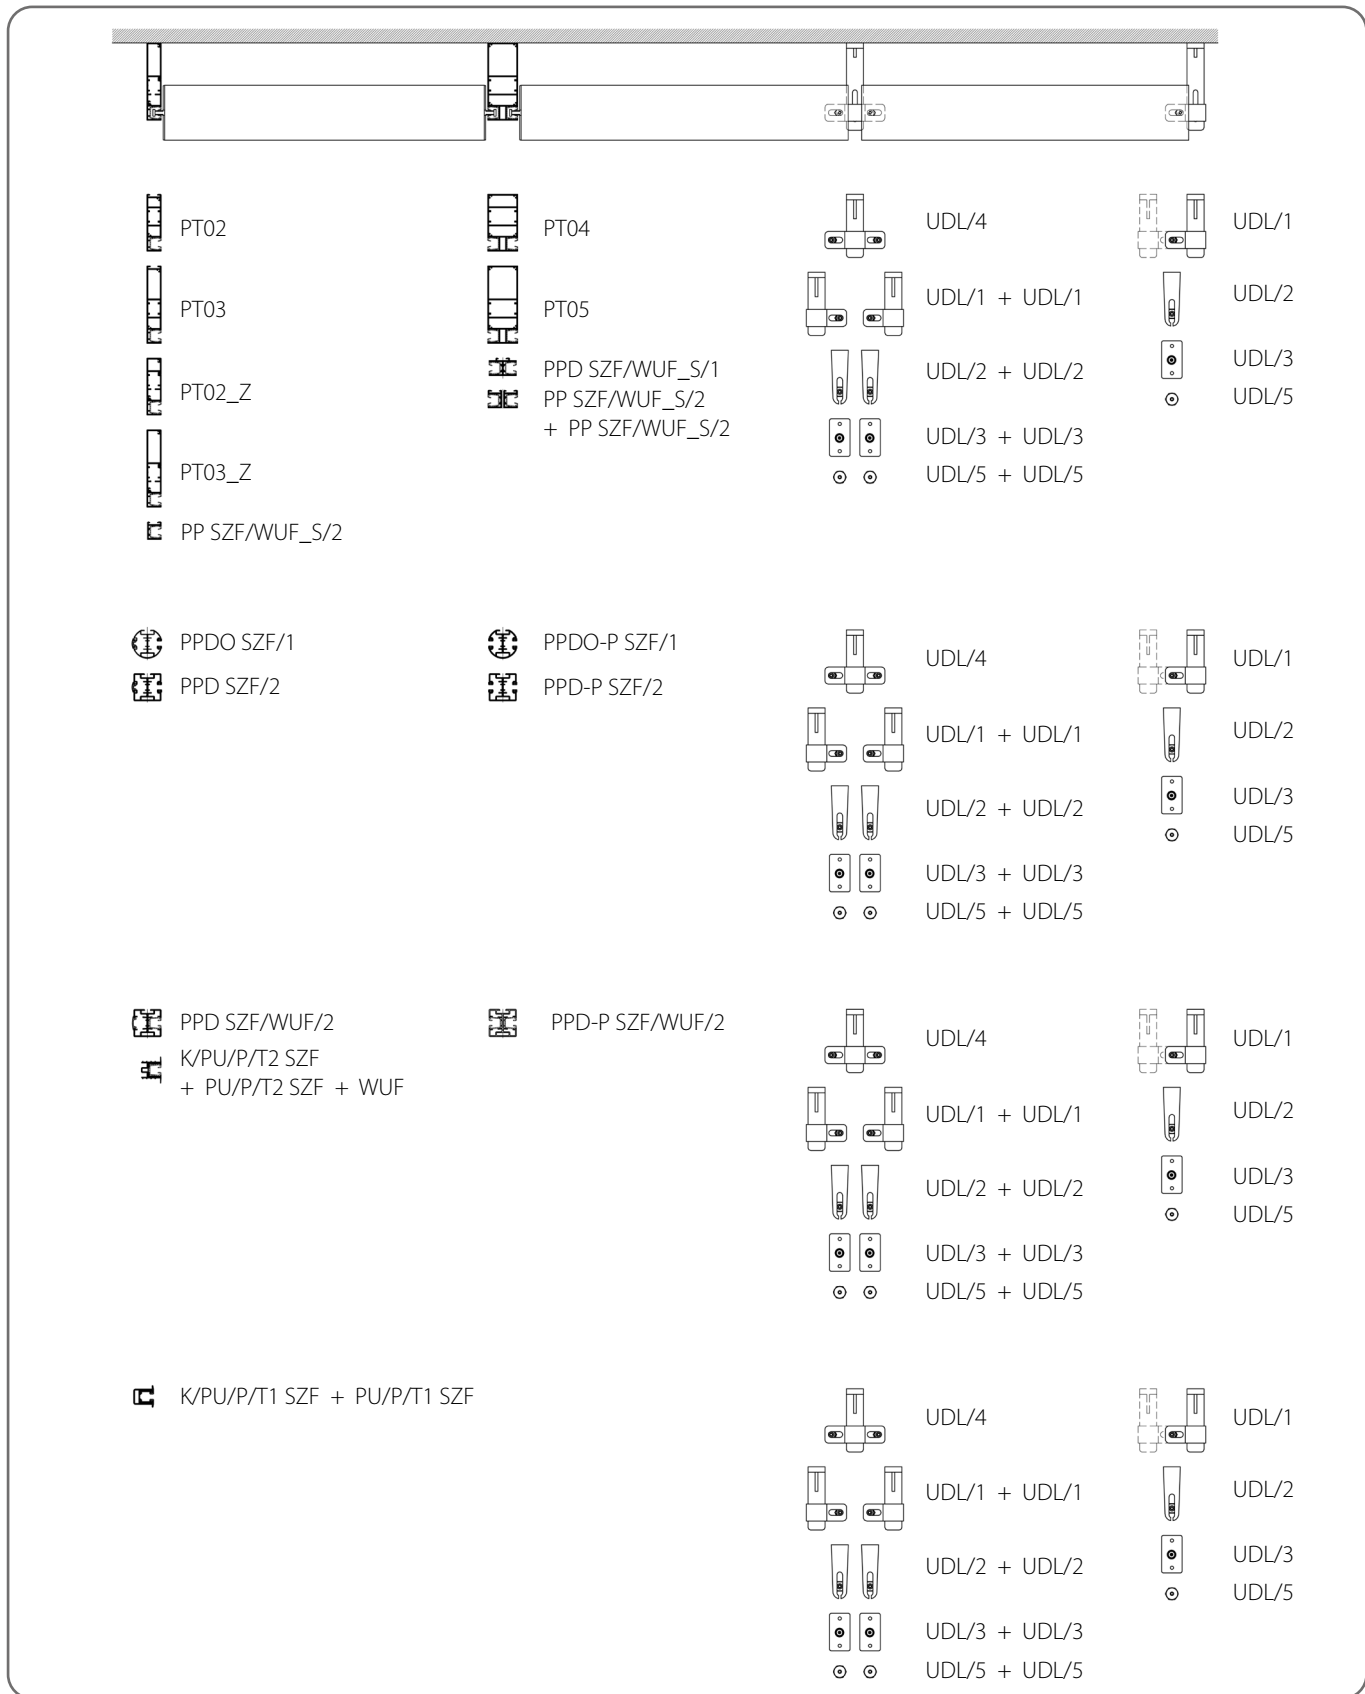 PT02
PT03
PT02_Z
PT03_Z
PP SZF/WUF_S/2
PT04
PT05
PPD SZF/WUF_S/1
PP SZF/WUF_S/2
+ PP SZF/WUF_S/2
UDL/4
UDL/1 + UDL/1
UDL/2 + UDL/2
UDL/3 + UDL/3
UDL/5 + UDL/5
UDL/1
UDL/2
UDL/3
UDL/5
PPDO SZF/1
PPD SZF/2
PPDO-P SZF/1
PPD-P SZF/2
UDL/4
UDL/1 + UDL/1
UDL/2 + UDL/2
UDL/3 + UDL/3
UDL/5 + UDL/5
UDL/1
UDL/2
UDL/3
UDL/5
PPD SZF/WUF/2
K/PU/P/T2 SZF
+ PU/P/T2 SZF + WUF
PPD-P SZF/WUF/2
UDL/4
UDL/1 + UDL/1
UDL/2 + UDL/2
UDL/3 + UDL/3
UDL/5 + UDL/5
UDL/1
UDL/2
UDL/3
UDL/5
K/PU/P/T1 SZF + PU/P/T1 SZF
UDL/4
UDL/1 + UDL/1
UDL/2 + UDL/2
UDL/3 + UDL/3
UDL/5 + UDL/5
UDL/1
UDL/2
UDL/3
UDL/5